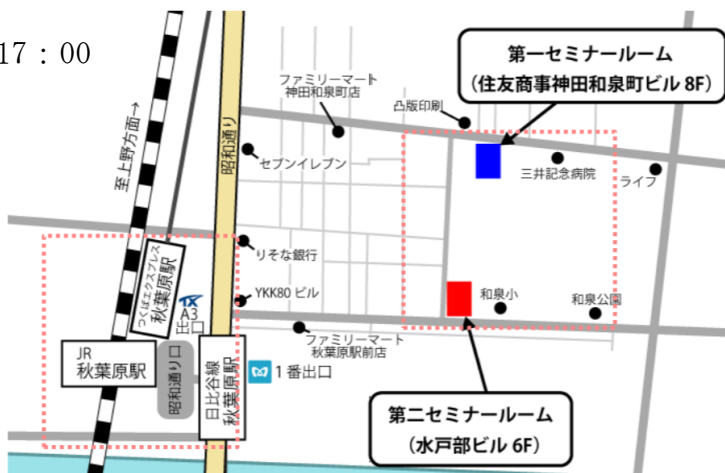 17：00
第一セミナールーム
（住友商事神田和泉町ビル 8F）
ファミリーマート
神田和泉町店
凸版印刷
至上野方面→
昭和通り
セブンイレブン
三井記念病院
ライフ
りそな銀行
つくばエクスプレス
秋葉原駅
TX
A3
出口
YKK80 ビル
和泉小
和泉公園
ファミリーマート
秋葉原駅前店
JR
秋葉原駅
昭和通り口
日比谷線
秋葉原駅
1 番出口
第二セミナールーム
（水戸部ビル 6F）